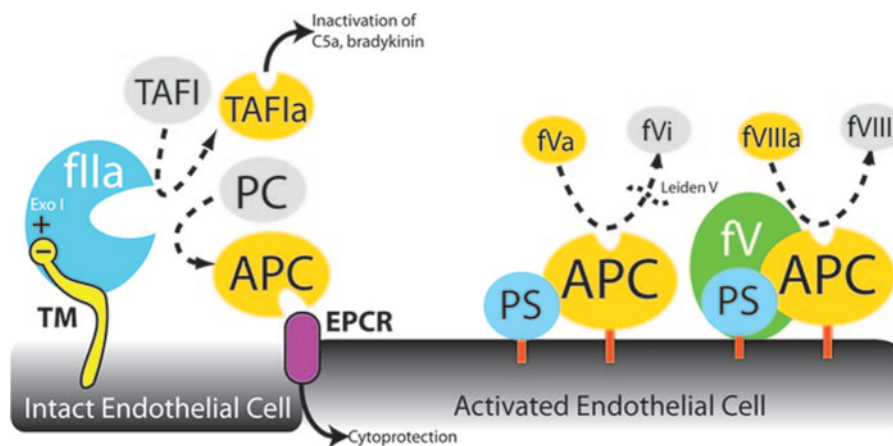 Inactivation of
C5a, bradykinin
TAFI
TAFIa
fIIa
Exo I
+
−
PC
APC
TM
EPCR
Intact Endothelial Cell
Cytoprotection
fVa
fVi
Leiden V
PS
APC
fVIIIa
fVIII
fV
PS
APC
Activated Endothelial Cell